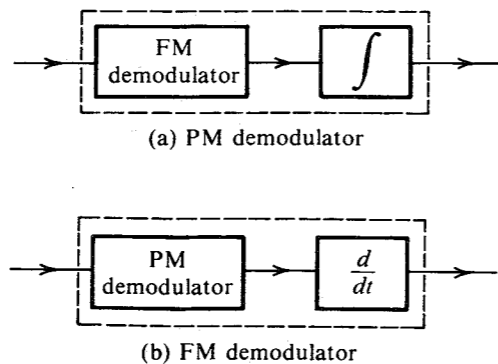 FM
demodulator
∫
(a) PM demodulator
PM
demodulator
d
dt
(b) FM demodulator